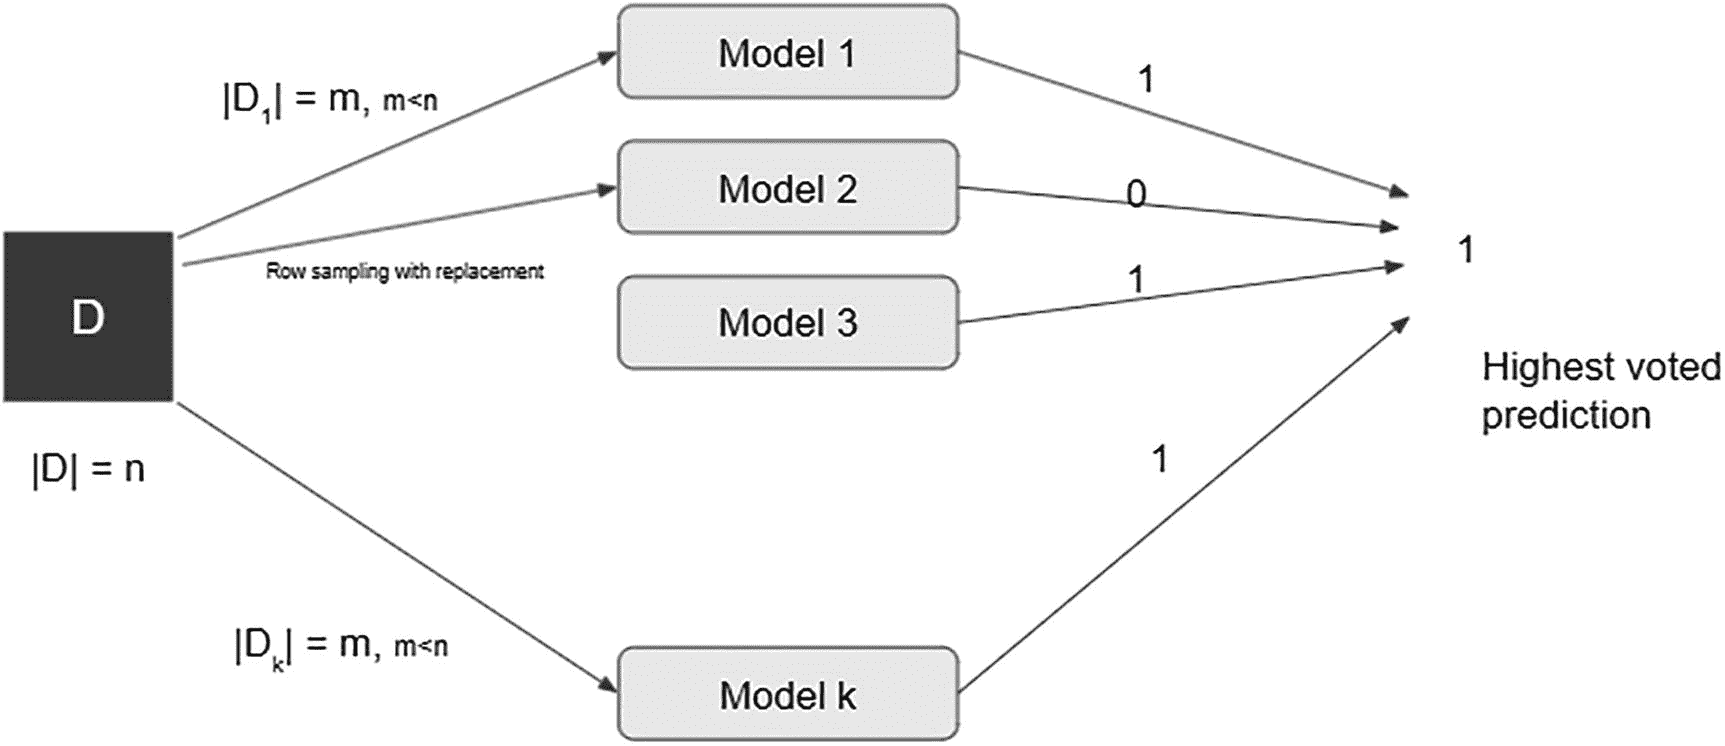 Model 1
|D1| = m, m<n
1
Model 2
0
Row sampling with replacement
1
1
D
Model 3
Highest voted
prediction
|D| = n
1
|Dk| = m, m<n
Model k